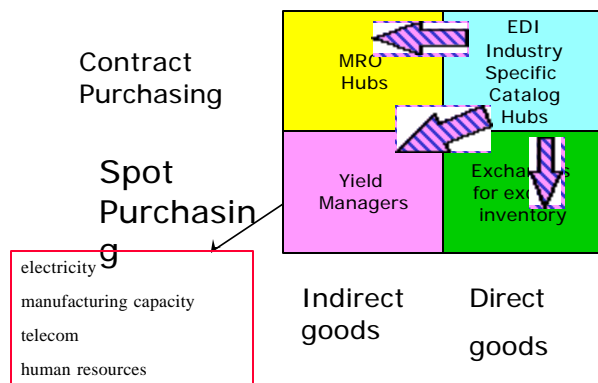 Contract
Purchasing
MRO
Hubs
EDI
Industry
Specific
Catalog
Hubs
Spot
Purchasin
g
Yield
Managers
Exchanges
for
inventory
electricity
manufacturing capacity
telecom
human resources
Indirect
goods
Direct
goods